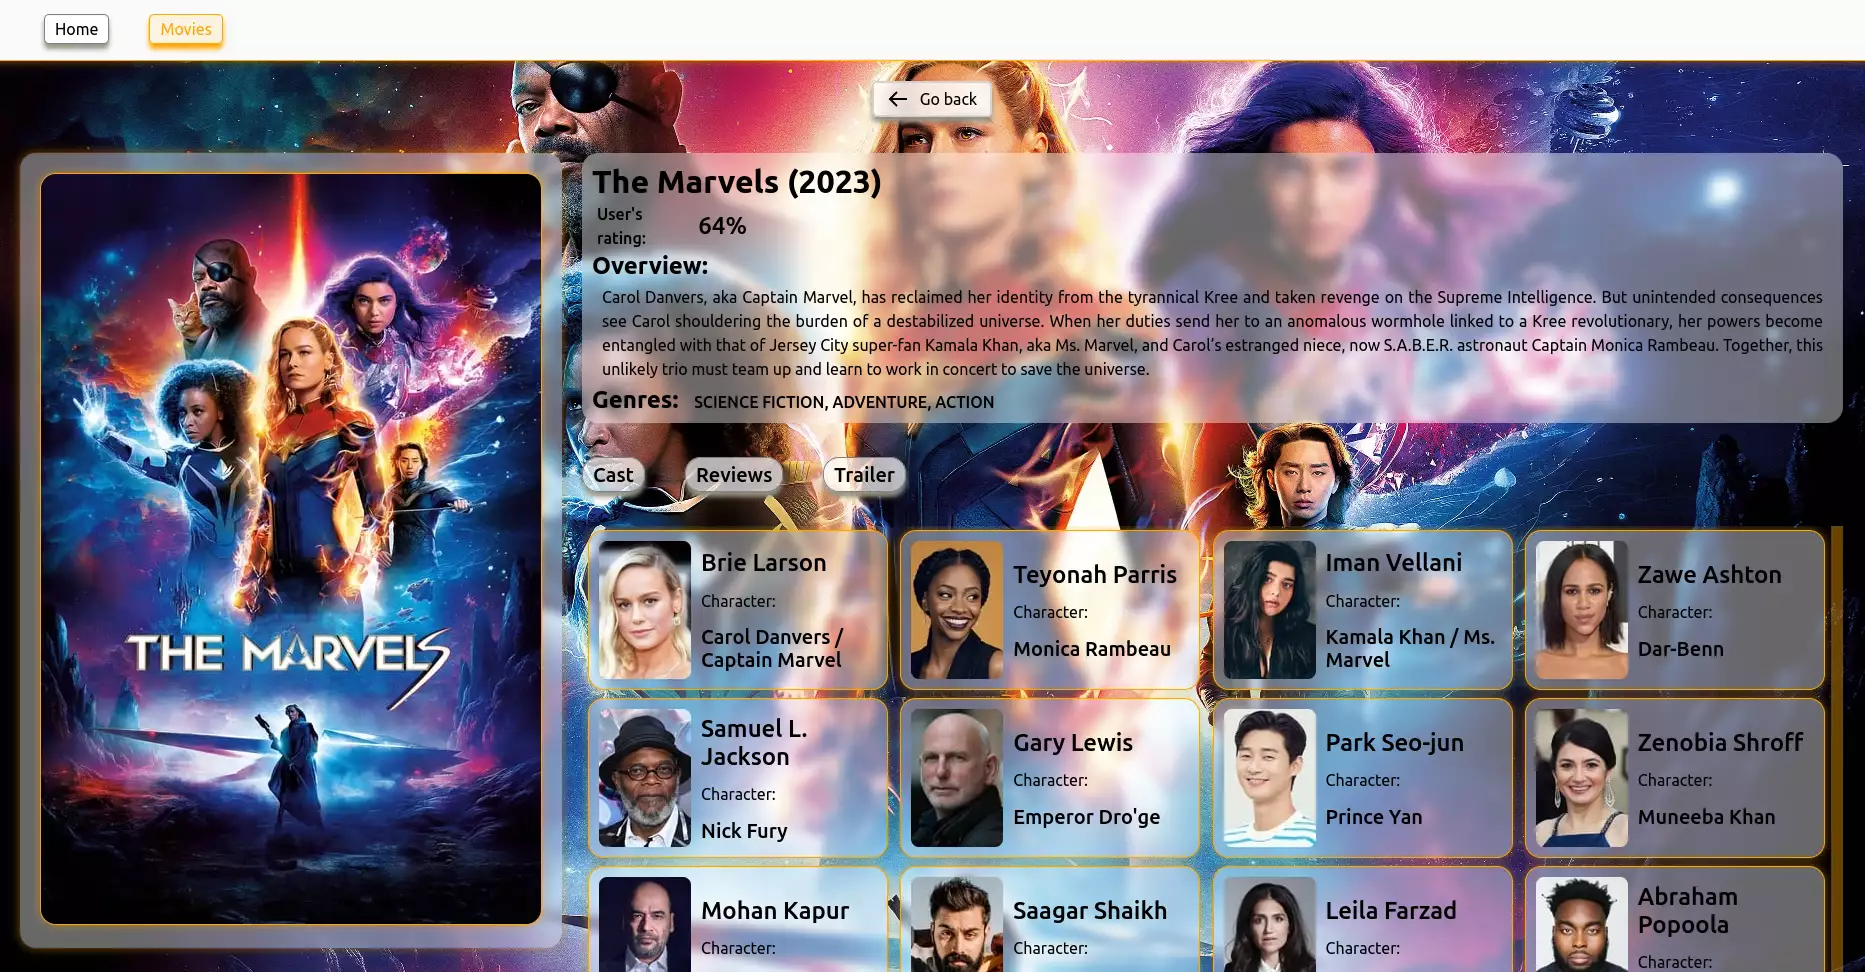 Home
Movies
Go back
THE MARVELS
The Marvels (2023)
User's
rating:
64%
Overview:
Carol Danvers, aka Captain Marvel, has reclaimed her identity from the tyrannical Kree and taken revenge on the Supreme Intelligence. But unintended consequences
see Carol shouldering the burden of a destabilized universe. When her duties send her to an anomalous wormhole linked to a Kree revolutionary, her powers become
entangled with that of Jersey City super-fan Kamala Khan, aka Ms. Marvel, and Carol’s estranged niece, now S.A.B.E.R. astronaut Captain Monica Rambeau. Together, this
unlikely trio must team up and learn to work in concert to save the universe.
Genres: SCIENCE FICTION, ADVENTURE, ACTION
Cast
Reviews
Trailer
Brie Larson
Character:
Carol Danvers /
Captain Marvel
Teyonah Parris
Character:
Monica Rambeau
Iman Vellani
Character:
Kamala Khan / Ms.
Marvel
Zawe Ashton
Character:
Dar-Benn
Samuel L.
Jackson
Character:
Nick Fury
Gary Lewis
Character:
Emperor Dro'ge
Park Seo-jun
Character:
Prince Yan
Zenobia Shroff
Character:
Muneeba Khan
Mohan Kapur
Character:
Saagar Shaikh
Character:
Leila Farzad
Character:
Abraham
Popoola
Character: